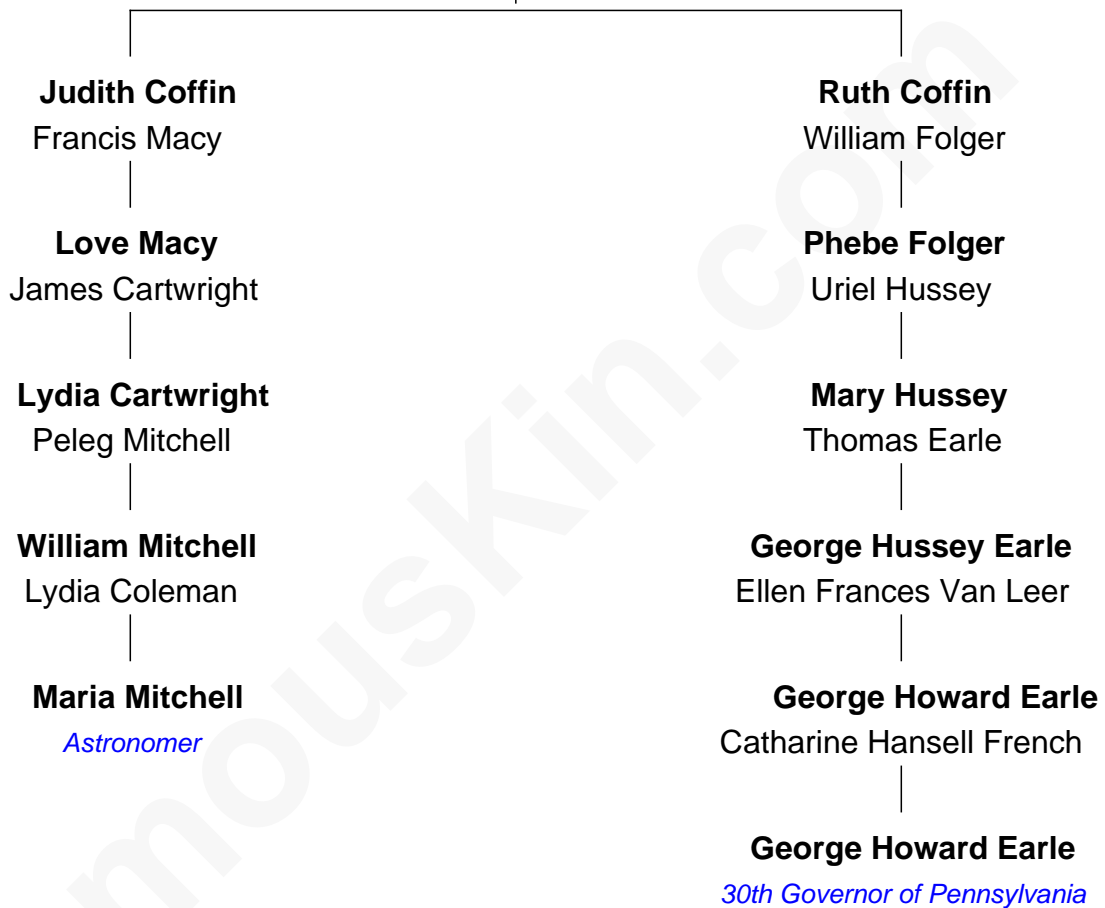 Judith Coffin
Francis Macy
Ruth Coffin
William Folger
Love Macy
James Cartwright
Phebe Folger
Uriel Hussey
Lydia Cartwright
Peleg Mitchell
Mary Hussey
Thomas Earle
William Mitchell
Lydia Coleman
George Hussey Earle
Ellen Frances Van Leer
Maria Mitchell
Astronomer
George Howard Earle
Catharine Hansell French
George Howard Earle
30th Governor of Pennsylvania
mouskin.com